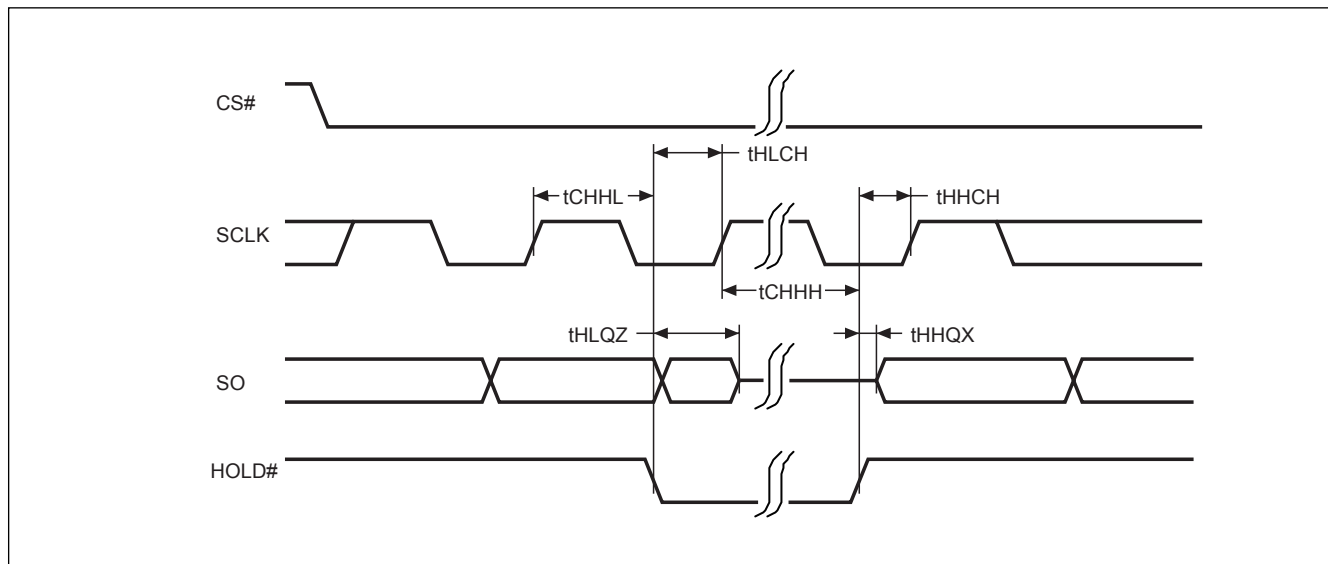 CS#
tHLCH
tCHHL
tHHCH
SCLK
tCHHH
tHLQZ
tHHQX
SO
HOLD#